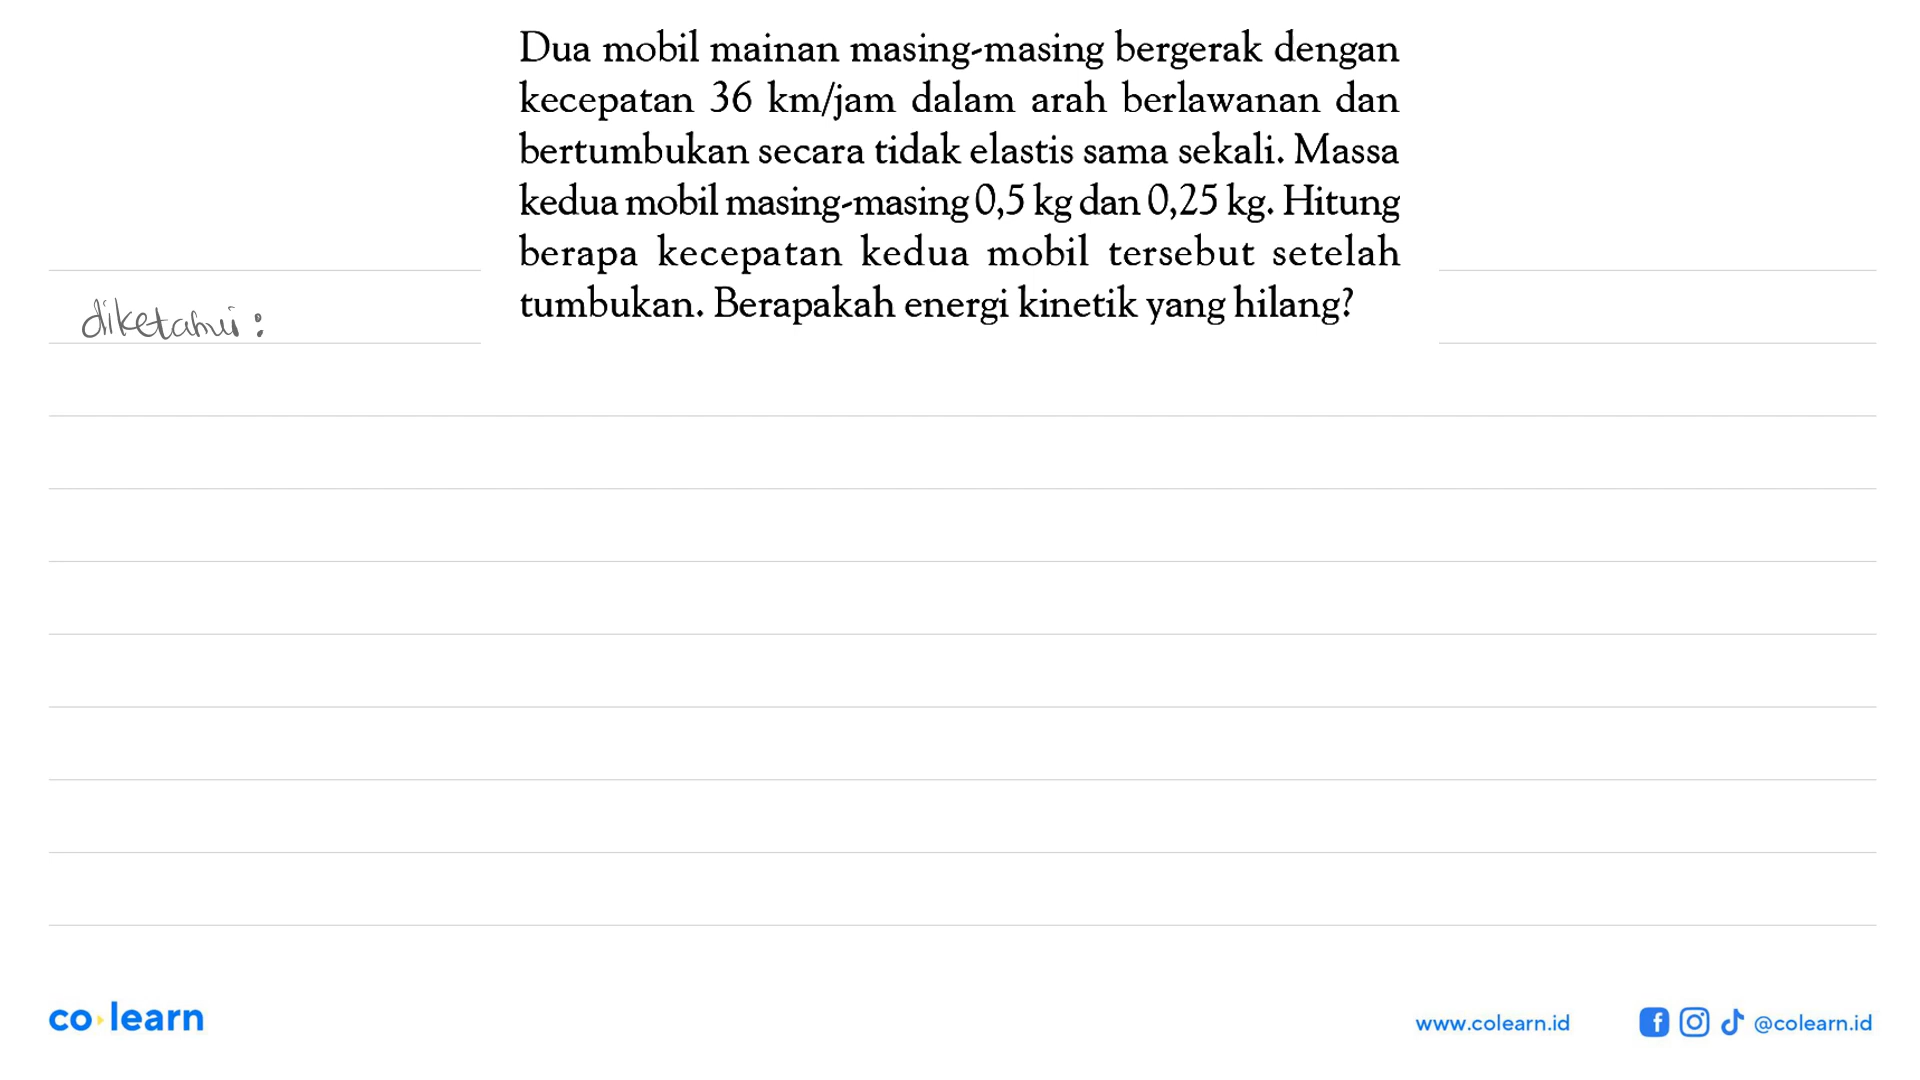 Dua mobil mainan masing-masing bergerak dengan
kecepatan 36 km/jam dalam arah berlawanan dan
bertumbukan secara tidak elastis sama sekali. Massa
kedua mobil masing-masing 0,5 kg dan 0,25 kg. Hitung
berapa kecepatan kedua mobil tersebut setelah
tumbukan. Berapakah energi kinetik yang hilang?
diketahui :
co learn
www.colearn.id
@colearn.id